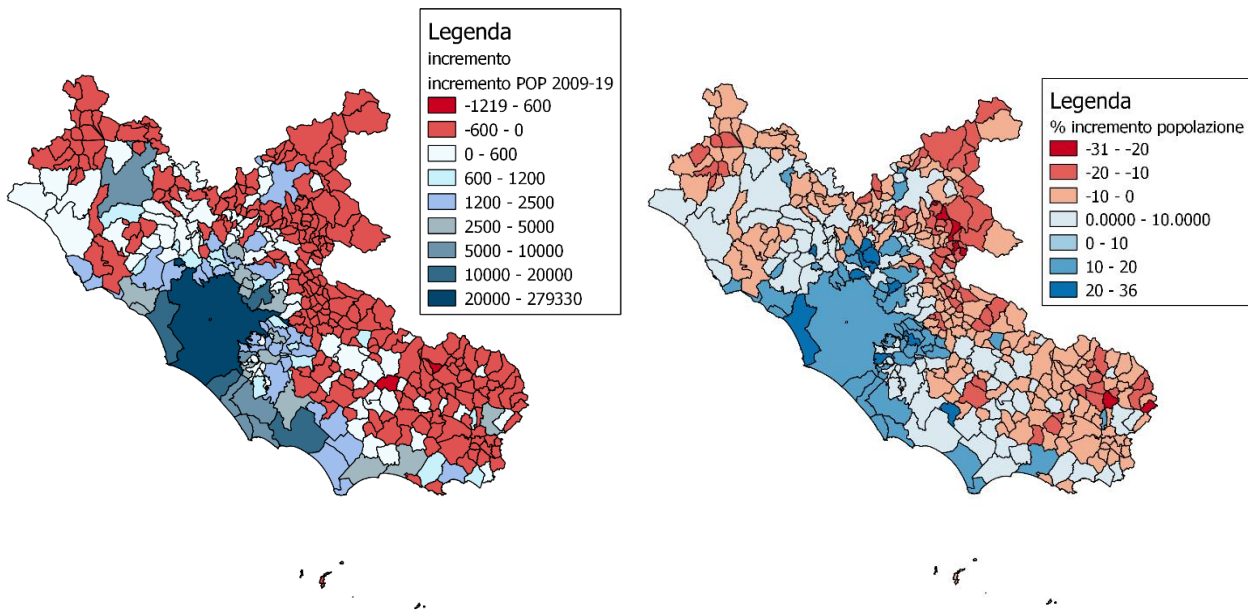 Legenda
incremento
incremento POP 2009-19
-1219 - 600
-600 - 0
0 - 600
600 - 1200
1200 - 2500
2500 - 5000
5000 - 10000
10000 - 20000
20000 - 279330
Legenda
% incremento popolazione
-31 - -20
-20 - -10
-10 - 0
0.0000 - 10.0000
0 - 10
10 - 20
20 - 36